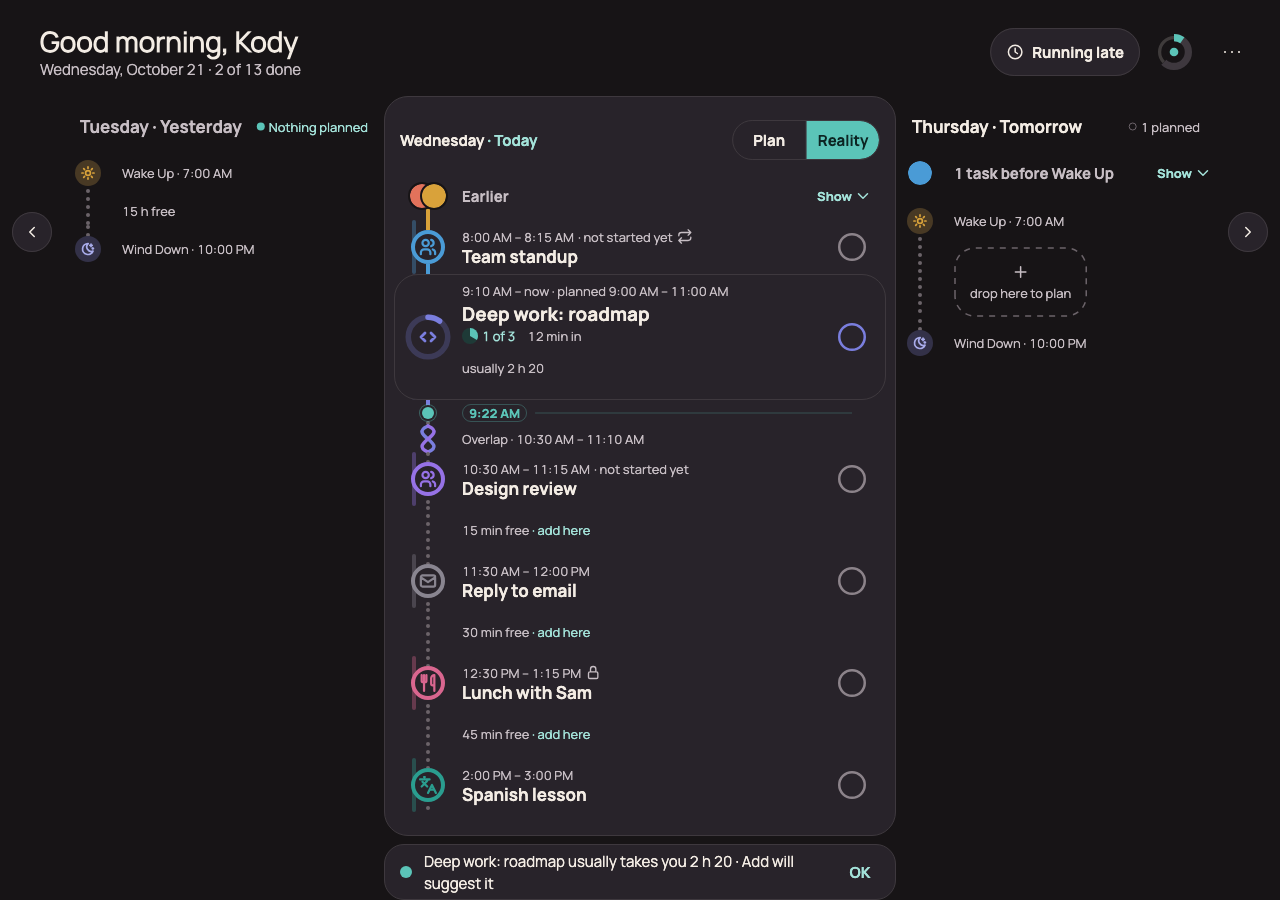 Good morning, Kody
Wednesday, October 21 · 2 of 13 done
Running late
Tuesday · Yesterday
Nothing planned
Wake Up · 7:00 AM
15 h free
Wind Down · 10:00 PM
Wednesday · Today
Plan
Reality
Earlier
Show
8:00 AM – 8:15 AM · not started yet
Team standup
9:10 AM – now · planned 9:00 AM – 11:00 AM
Deep work: roadmap
1 of 3 12 min in
usually 2 h 20
9:22 AM
Overlap · 10:30 AM – 11:10 AM
10:30 AM – 11:15 AM · not started yet
Design review
15 min free · add here
11:30 AM – 12:00 PM
Reply to email
30 min free · add here
12:30 PM – 1:15 PM
Lunch with Sam
45 min free · add here
2:00 PM – 3:00 PM
Spanish lesson
Deep work: roadmap usually takes you 2 h 20 · Add will
suggest it
OK
Thursday · Tomorrow
1 planned
1 task before Wake Up
Show
Wake Up · 7:00 AM
drop here to plan
Wind Down · 10:00 PM